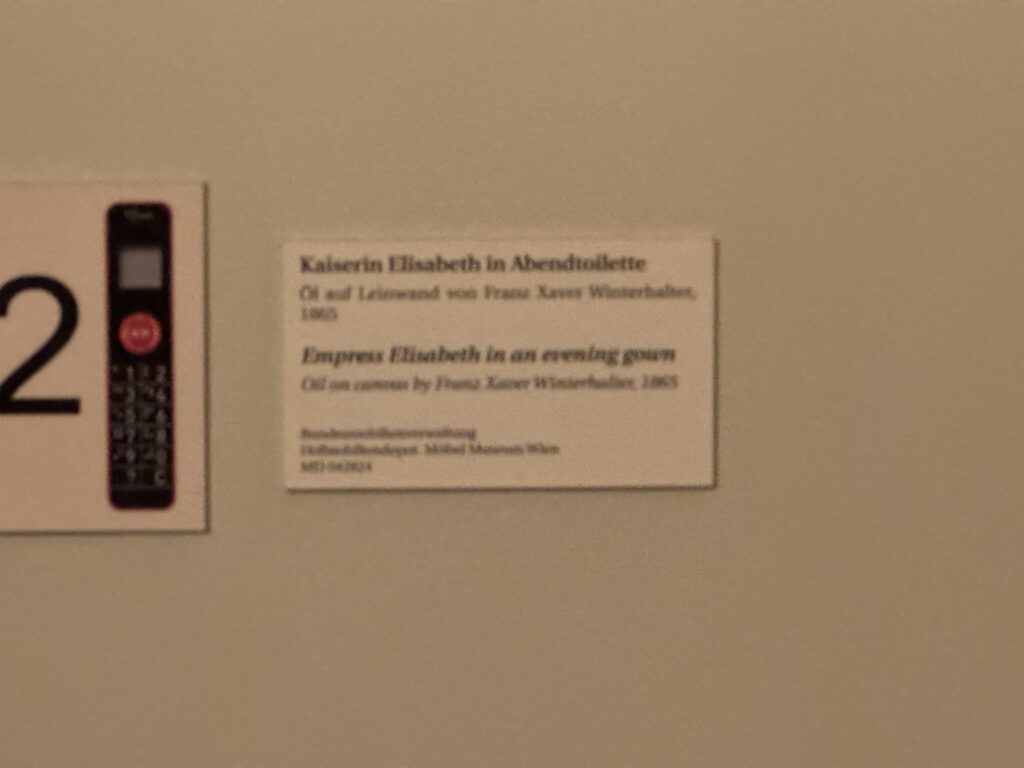 2
Kaiserin Elisabeth in Abendtoilette
Öl auf Leinwand von Franz Xaver Winterhalter,
1865
Empress Elisabeth in an evening gown
Oil on canvas by Franz Xaver Winterhalter, 1865
Bundesmobilienverwaltung
Hofmobiliendepot. Möbel Museum Wien
MD